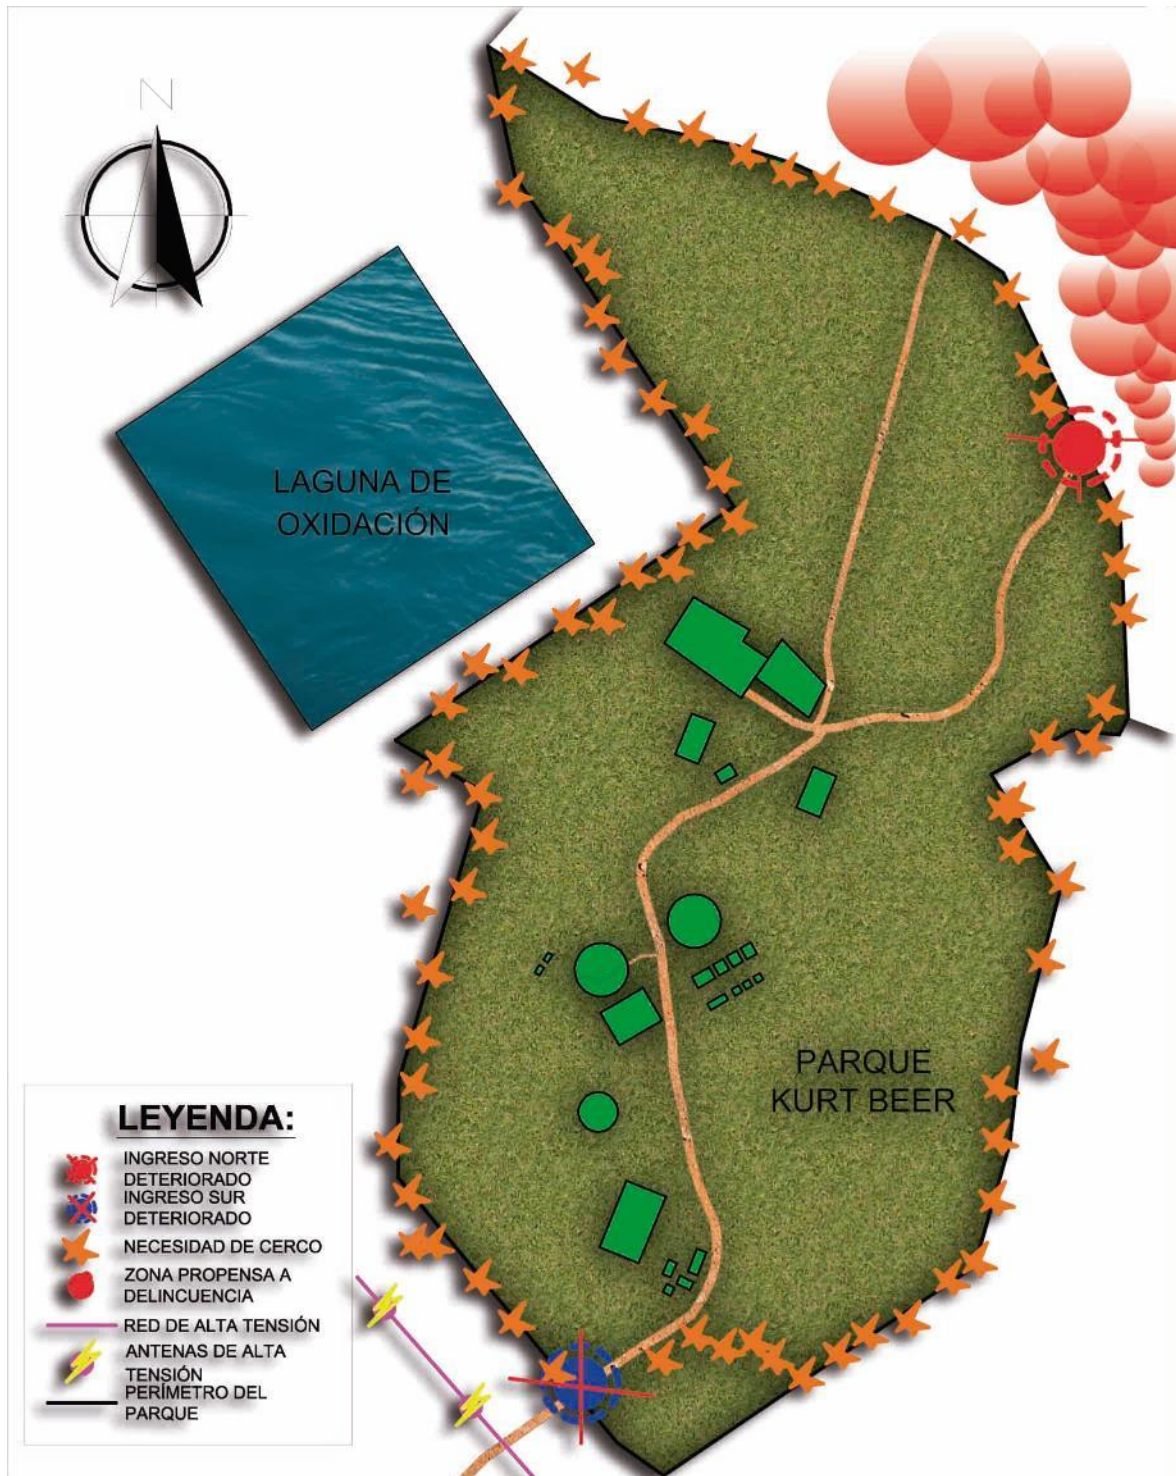 N
LAGUNA DE
OXIDACIÓN
PARQUE
KURT BEER
LEYENDA:
INGRESO NORTE
DETERIORADO
INGRESO SUR
DETERIORADO
NECESIDAD DE CERCO
ZONA PROPENSA A
DELINCUENCIA
RED DE ALTA TENSIÓN
ANTENAS DE ALTA
TENSIÓN
PERÍMETRO DEL
PARQUE